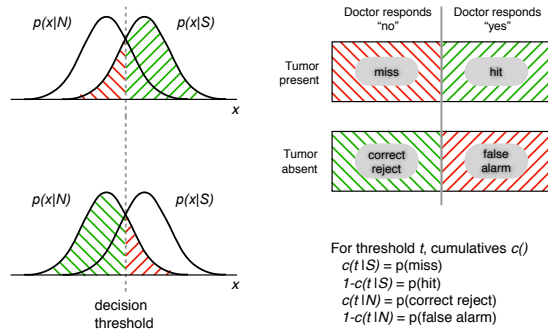 p(x|N)
p(x|S)
x
p(x|N)
p(x|S)
x
decision
threshold
Doctor responds
“no”
Doctor responds
“yes”
Tumor
present
miss
hit
Tumor
absent
correct
reject
false
alarm
For threshold t, cumulatives c()
c(t|S) = p(miss)
1-c(t|S) = p(hit)
c(t|N) = p(correct reject)
1-c(t|N) = p(false alarm)